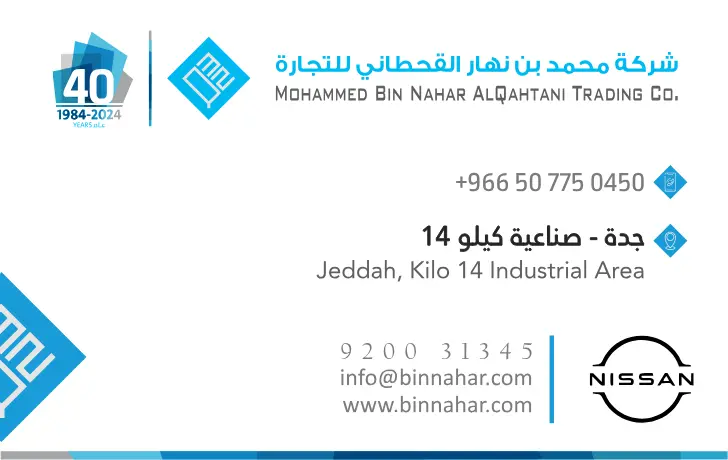 40
1984-2024
YEARS عام
شركة محمد بن نهار القحطاني للتجارة
MOHAMMED BIN NAHAR ALQAHTANI TRADING CO.
+966 50 775 0450
جدة - صناعية كيلو 14
Jeddah, Kilo 14 Industrial Area
9200 31345
info@binnahar.com
www.binnahar.com
NISSAN